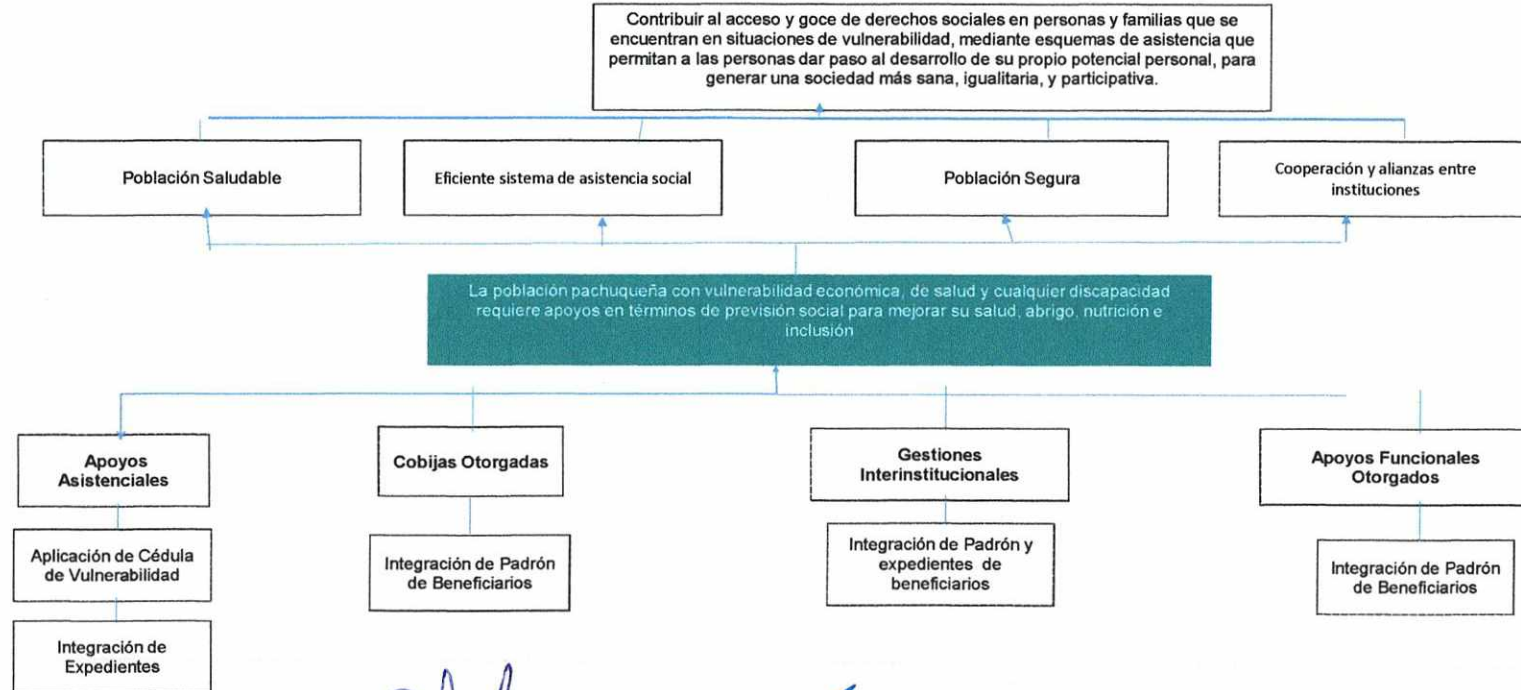 Contribuir al acceso y goce de derechos sociales en personas y familias que se
encuentran en situaciones de vulnerabilidad, mediante esquemas de asistencia que
permitan a las personas dar paso al desarrollo de su propio potencial personal, para
generar una sociedad más sana, igualitaria, y participativa.
Población Saludable
Eficiente sistema de asistencia social
Población Segura
Cooperación y alianzas entre
instituciones
La población pachuqueña con vulnerabilidad económica, de salud y cualquier discapacidad
requiere apoyos en términos de previsión social para mejorar su salud, abrigo, nutrición e
inclusión
Apoyos
Asistenciales
Cobijas Otorgadas
Gestiones
Interinstitucionales
Apoyos Funcionales
Otorgados
Aplicación de Cédula
de Vulnerabilidad
Integración de Padrón
de Beneficiarios
Integración de Padrón y
expedientes de
beneficiarios
Integración de Padrón
de Beneficiarios
Integración de
Expedientes